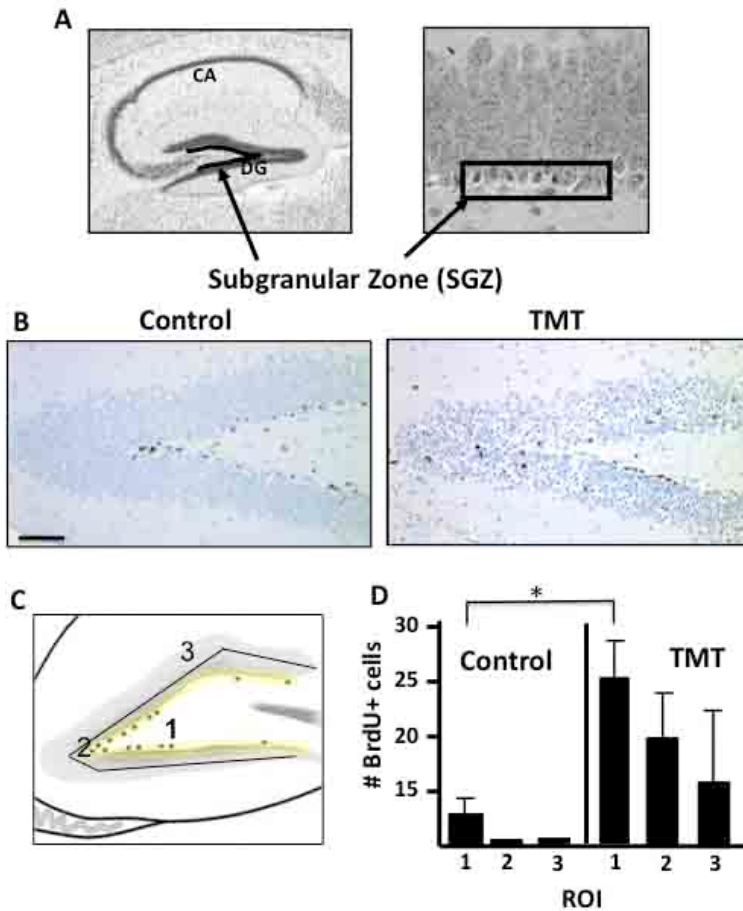 A
CA
DG
Subgranular Zone (SGZ)
B
Control
TMT
C
3
1
2
D
*
30
25
20
15
# BrdU+ cells
Control
TMT
1 2 3 1 2 3
ROI